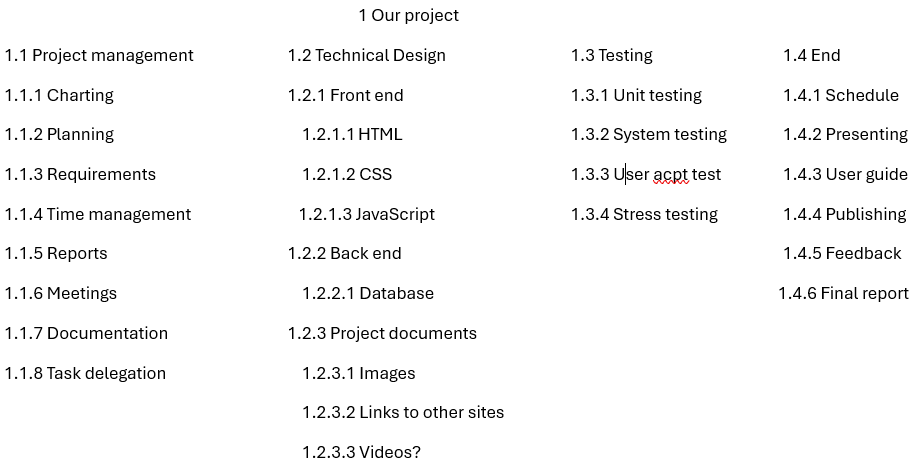 1 Our project
1.1 Project management
1.1.1 Charting
1.1.2 Planning
1.1.3 Requirements
1.1.4 Time management
1.1.5 Reports
1.1.6 Meetings
1.1.7 Documentation
1.1.8 Task delegation
1.2 Technical Design
1.2.1 Front end
1.2.1.1 HTML
1.2.1.2 CSS
1.2.1.3 JavaScript
1.2.2 Back end
1.2.2.1 Database
1.2.3 Project documents
1.2.3.1 Images
1.2.3.2 Links to other sites
1.2.3.3 Videos?
1.3 Testing
1.3.1 Unit testing
1.3.2 System testing
1.3.3 User acpt test
1.3.4 Stress testing
1.4 End
1.4.1 Schedule
1.4.2 Presenting
1.4.3 User guide
1.4.4 Publishing
1.4.5 Feedback
1.4.6 Final report